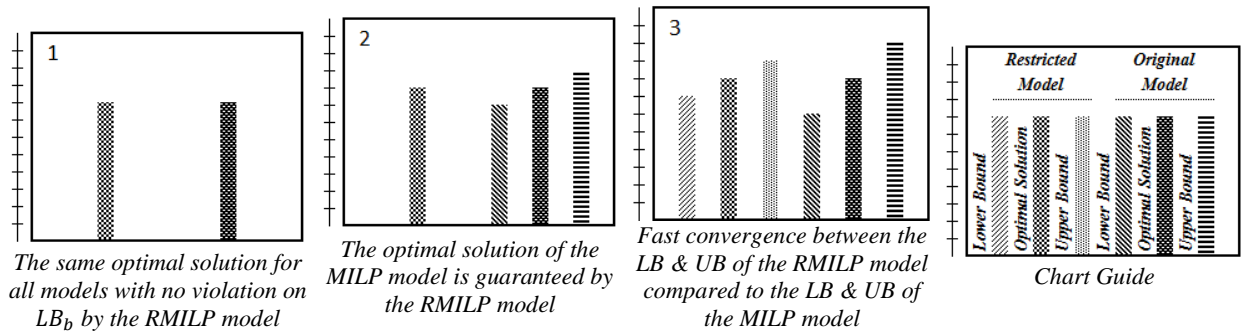 1
The same optimal solution for
all models with no violation on
LB_b by the RMILP model
2
The optimal solution of the
MILP model is guaranteed by
the RMILP model
3
Fast convergence between the
LB & UB of the RMILP model
compared to the LB & UB of
the MILP model
Restricted Original
Model Model
Lower Bound
Optimal Solution
Upper Bound
Lower Bound
Optimal Solution
Upper Bound
Chart Guide